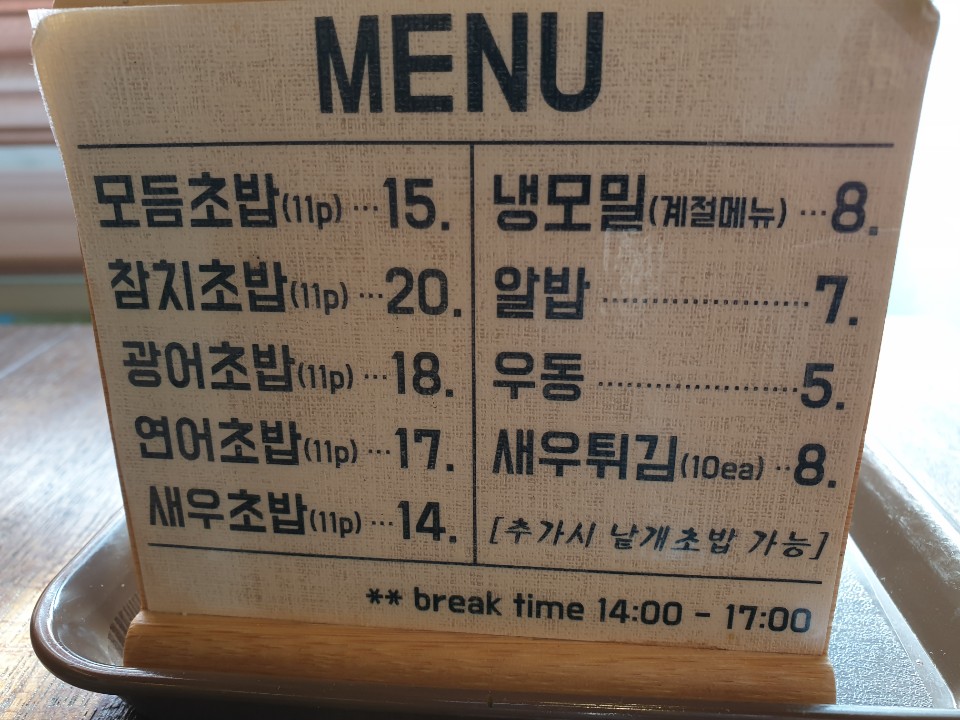 MENU
모듬초밥(11p) ···15.
참치초밥(11p) ···20.
광어초밥(11p) ···18.
연어초밥(11p) ···17.
새우초밥(11p) ···14.
냉모밀(계절메뉴) ···8.
알밥 ························7.
우동 ·······················5.
새우튀김(10ea) ··8.
[추가시 낱개초밥 가능]
** break time 14:00 - 17:00